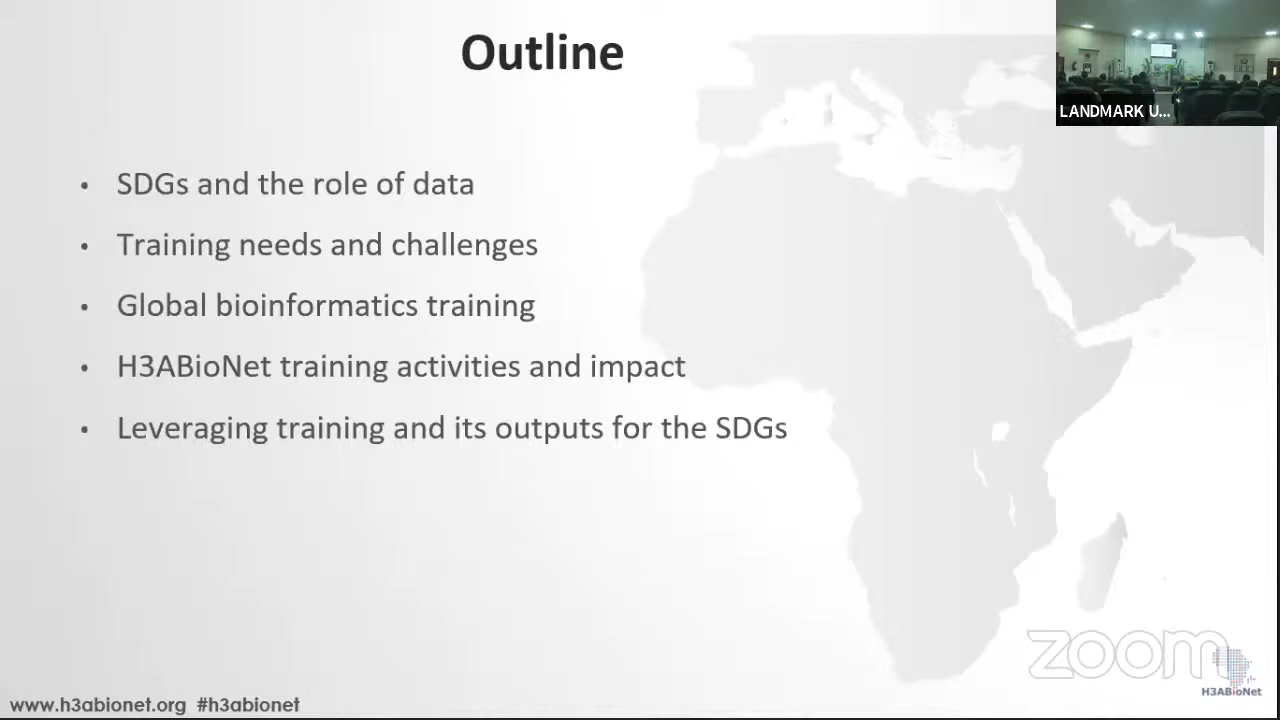 Outline
LANDMARK U...
• SDGs and the role of data
• Training needs and challenges
• Global bioinformatics training
• H3ABioNet training activities and impact
• Leveraging training and its outputs for the SDGs
zoom
H3ABioNet
www.h3abionet.org #h3abionet